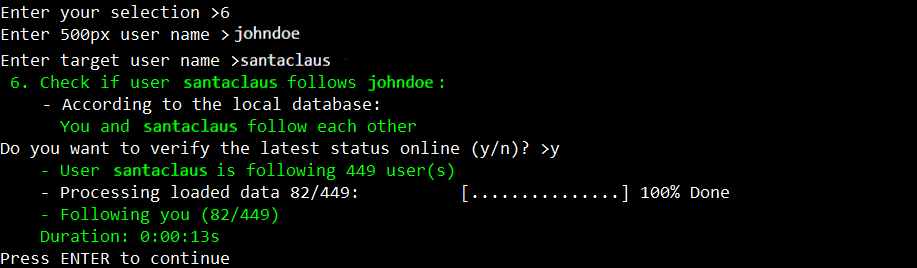 Enter your selection >6
Enter 500px user name > johndoe
Enter target user name >santaclaus
6. Check if user santaclaus follows johndoe :
- According to the local database:
You and santaclaus follow each other
Do you want to verify the latest status online (y/n)? >y
- User santaclaus is following 449 user(s)
- Processing loaded data 82/449: [...............] 100% Done
- Following you (82/449)
Duration: 0:00:13s
Press ENTER to continue